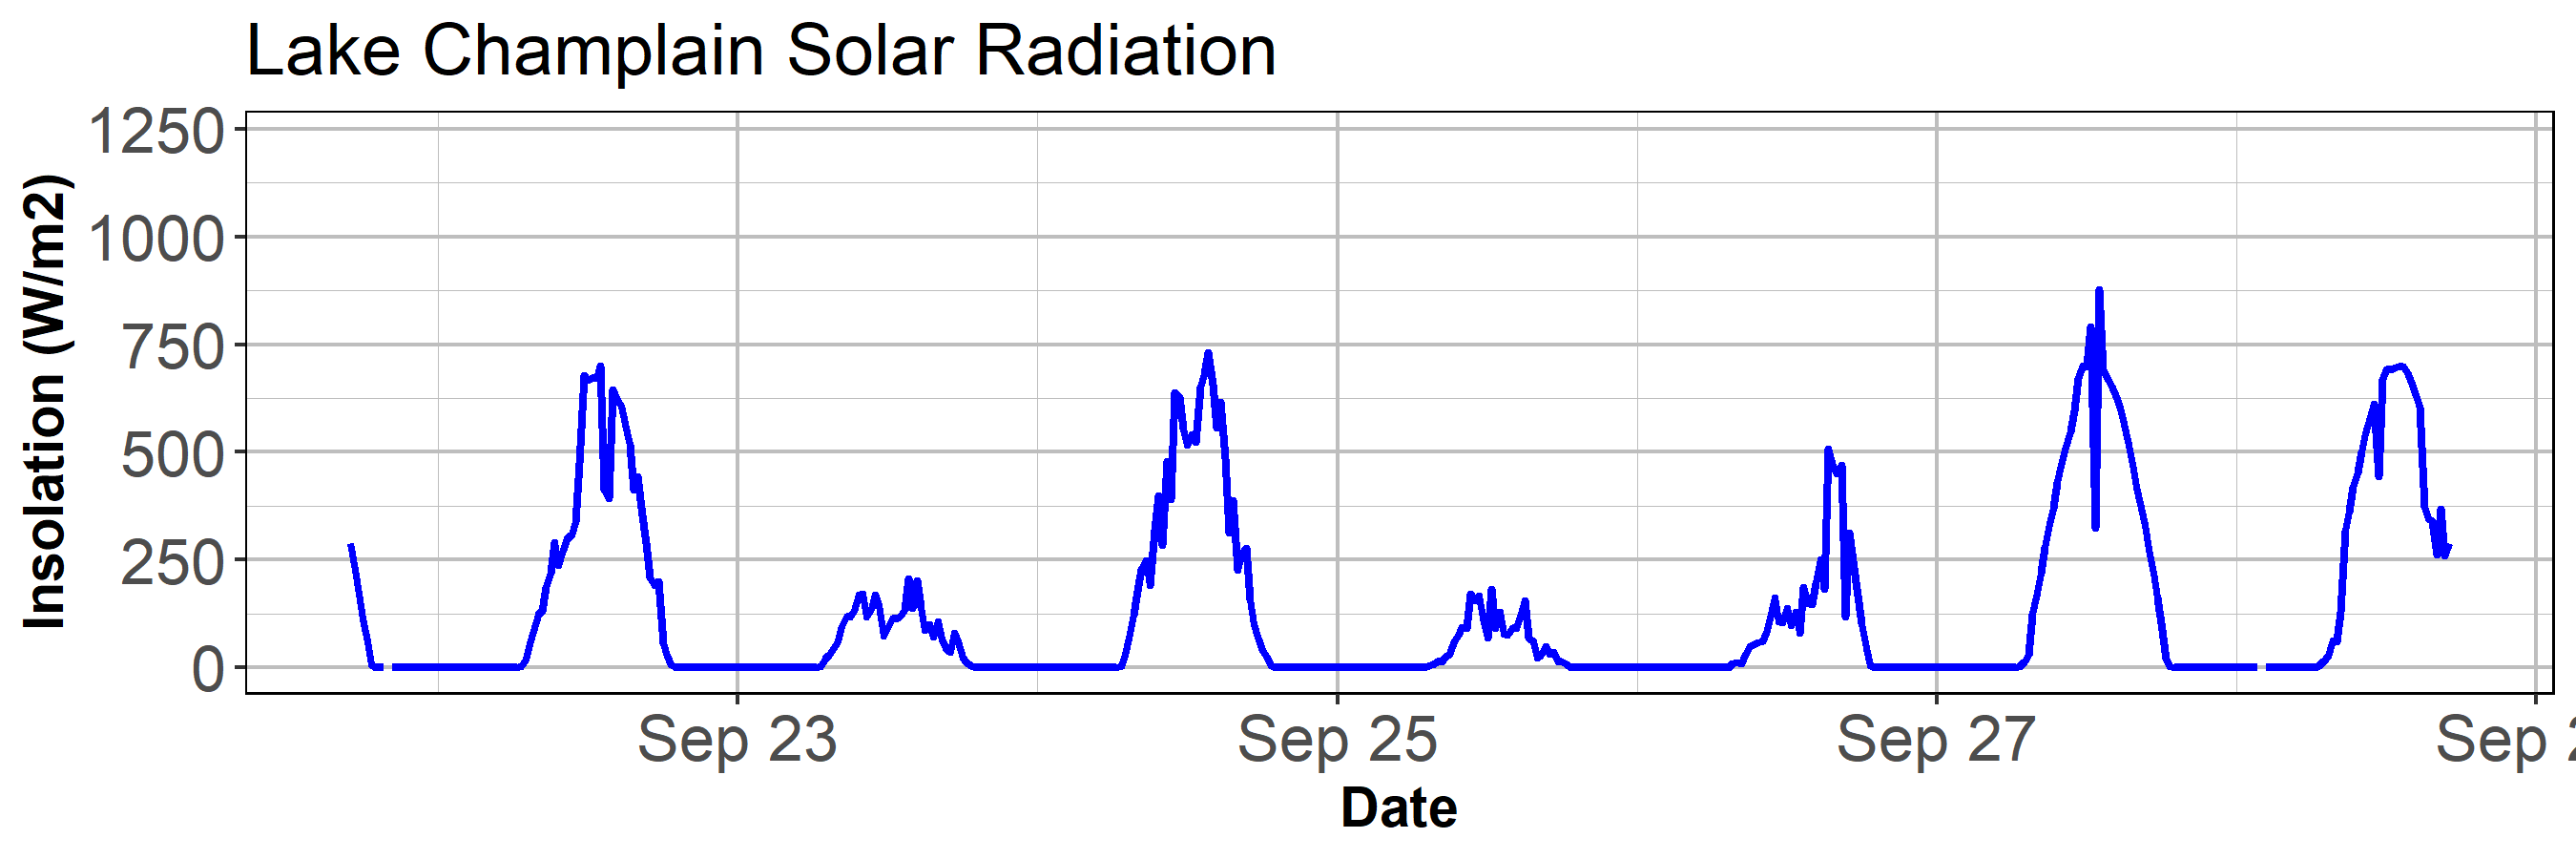 Lake Champlain Solar Radiation
Insolation (W/m2)
1250
1000
750
500
250
0
Sep 23
Sep 25
Sep 27
Sep
Date